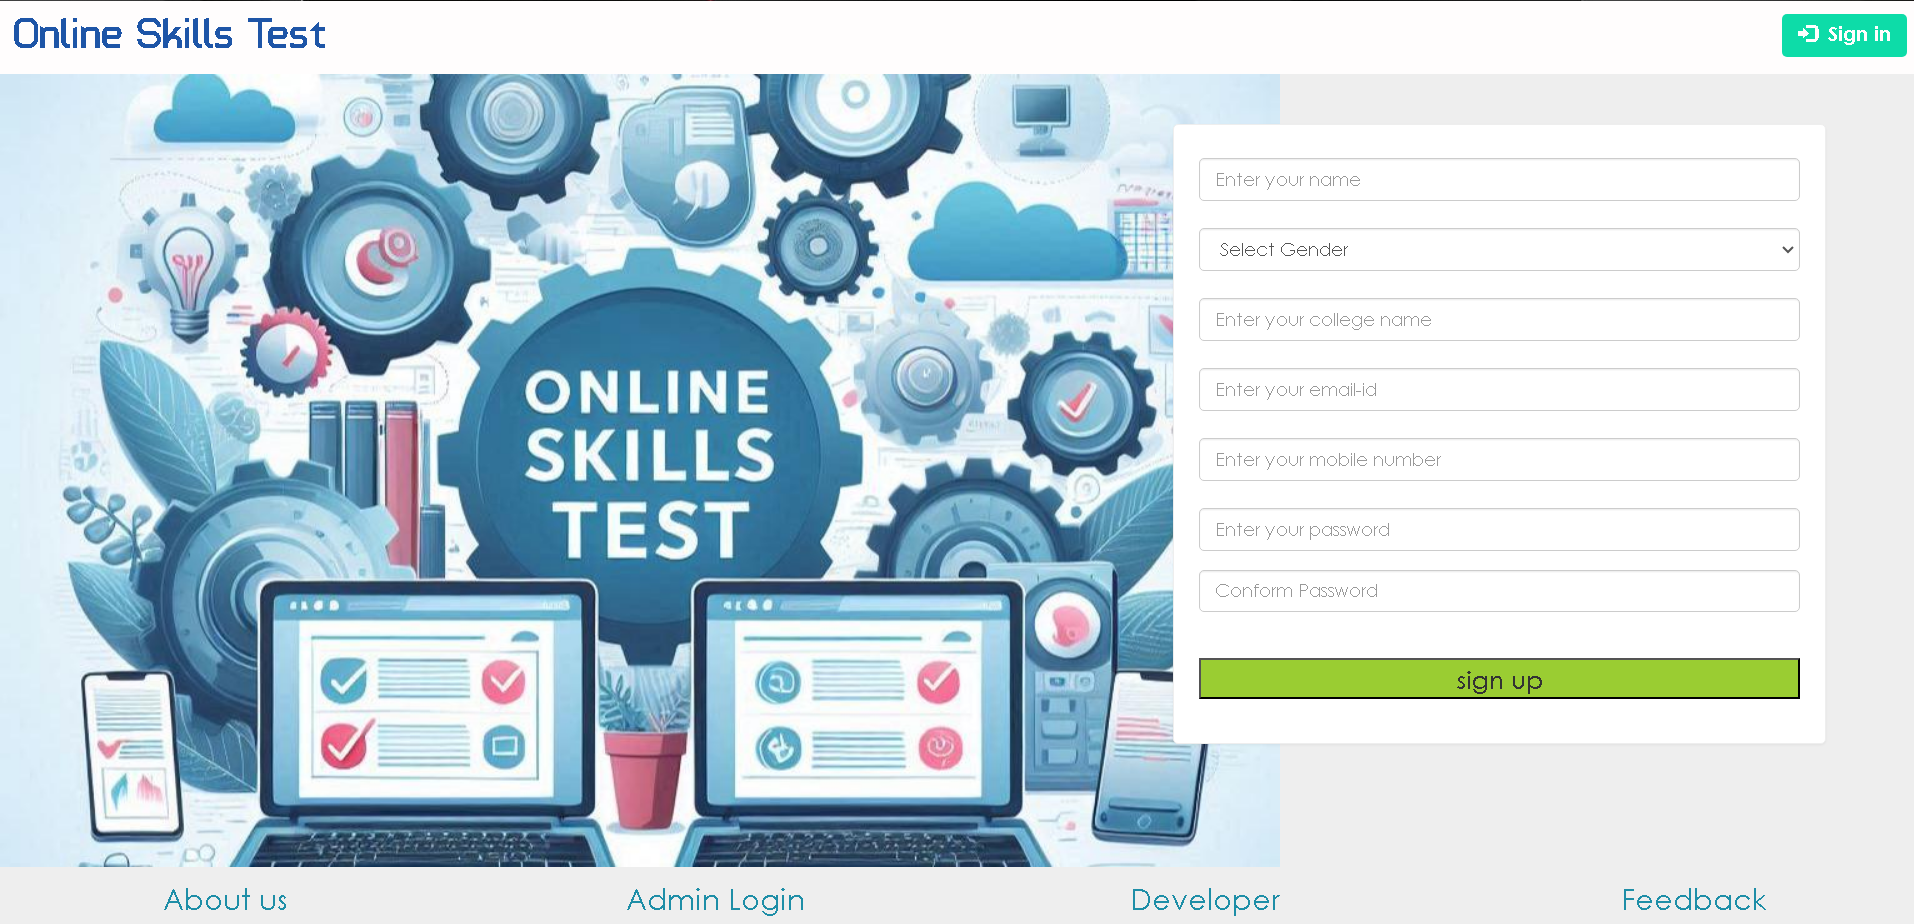 Online Skills Test
Sign in
ONLINE
SKILLS
TEST
Enter your name
Select Gender
Enter your college name
Enter your email-id
Enter your mobile number
Enter your password
Conform Password
sign up
About us
Admin Login
Developer
Feedback